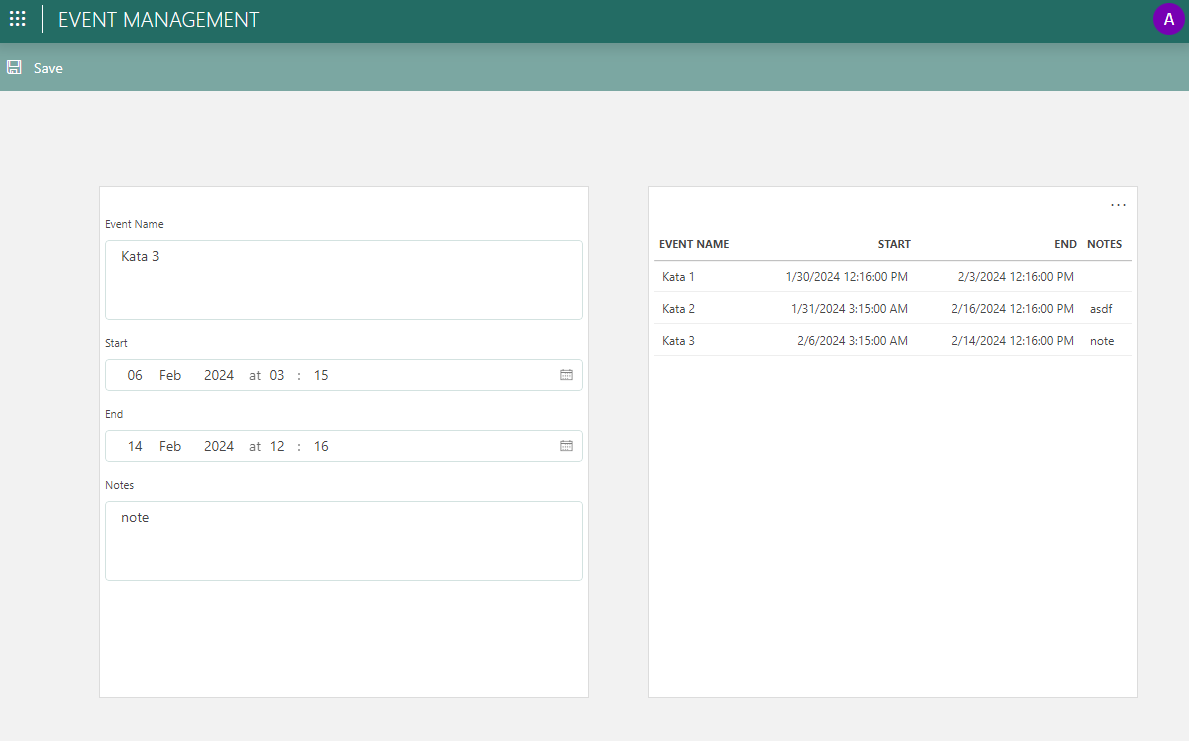 EVENT MANAGEMENT
A
Save
Event Name
Kata 3
Start
06 Feb 2024 at 03 : 15
End
14 Feb 2024 at 12 : 16
Notes
note
...
EVENT NAME START END NOTES
Kata 1 1/30/2024 12:16:00 PM 2/3/2024 12:16:00 PM
Kata 2 1/31/2024 3:15:00 AM 2/16/2024 12:16:00 PM asdf
Kata 3 2/6/2024 3:15:00 AM 2/14/2024 12:16:00 PM note